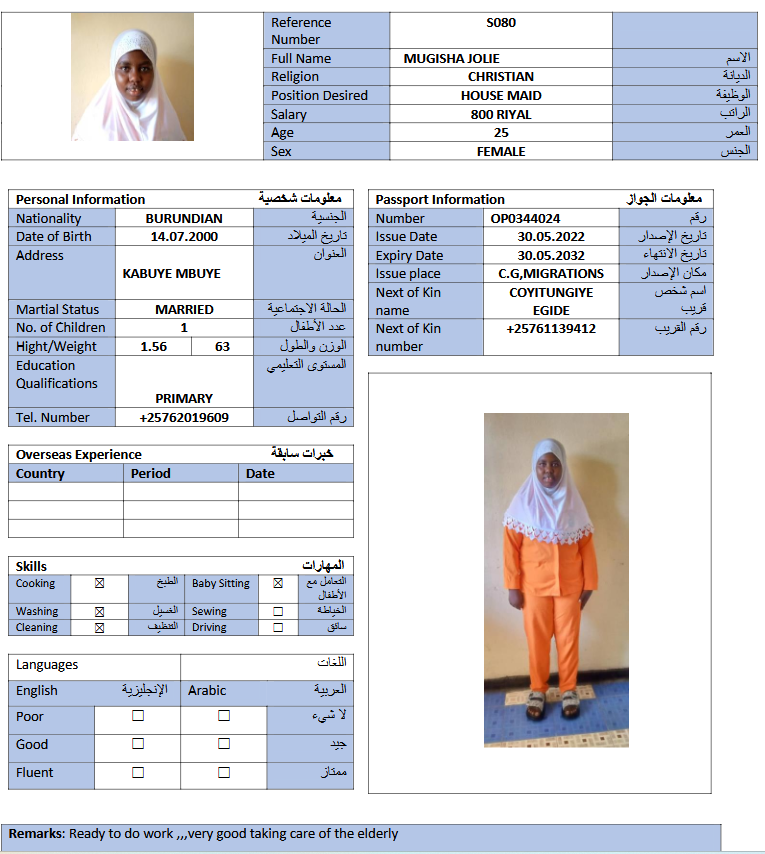 Reference Number S080
Full Name MUGISHA JOLIE الاسم
Religion CHRISTIAN الديانة
Position Desired HOUSE MAID الوظيفة
Salary 800 RIYAL الراتب
Age 25 العمر
Sex FEMALE الجنس
Personal Information معلومات شخصية
Nationality BURUNDIAN الجنسية
Date of Birth 14.07.2000 تاريخ الميلاد
Address KABUYE MBUYE العنوان
Martial Status MARRIED الحالة الاجتماعية
No. of Children 1 عدد الأطفال
Hight/Weight 1.56 63 الوزن والطول
Education Qualifications PRIMARY المستوى التعليمي
Tel. Number +25762019609 رقم التواصل
Passport Information معلومات الجواز
Number OP0344024 رقم
Issue Date 30.05.2022 تاريخ الإصدار
Expiry Date 30.05.2032 تاريخ الانتهاء
Issue place C.G,MIGRATIONS مكان الإصدار
Next of Kin name COYITUNGIYE EGIDE اسم شخص قريب
Next of Kin number +25761139412 رقم القريب
Overseas Experience خبرات سابقة
Country Period Date
Skills المهارات
Cooking ☒ الطبخ Baby Sitting ☒ التعامل مع الأطفال
Washing ☒ الغسيل Sewing ☐ الخياطة
Cleaning ☒ التنظيف Driving ☐ سائق
Languages اللغات
English الإنجليزية Arabic العربية
Poor ☐ ☐ لا شيء
Good ☐ ☐ جيد
Fluent ☐ ☐ ممتاز
Remarks: Ready to do work ,,,very good taking care of the elderly